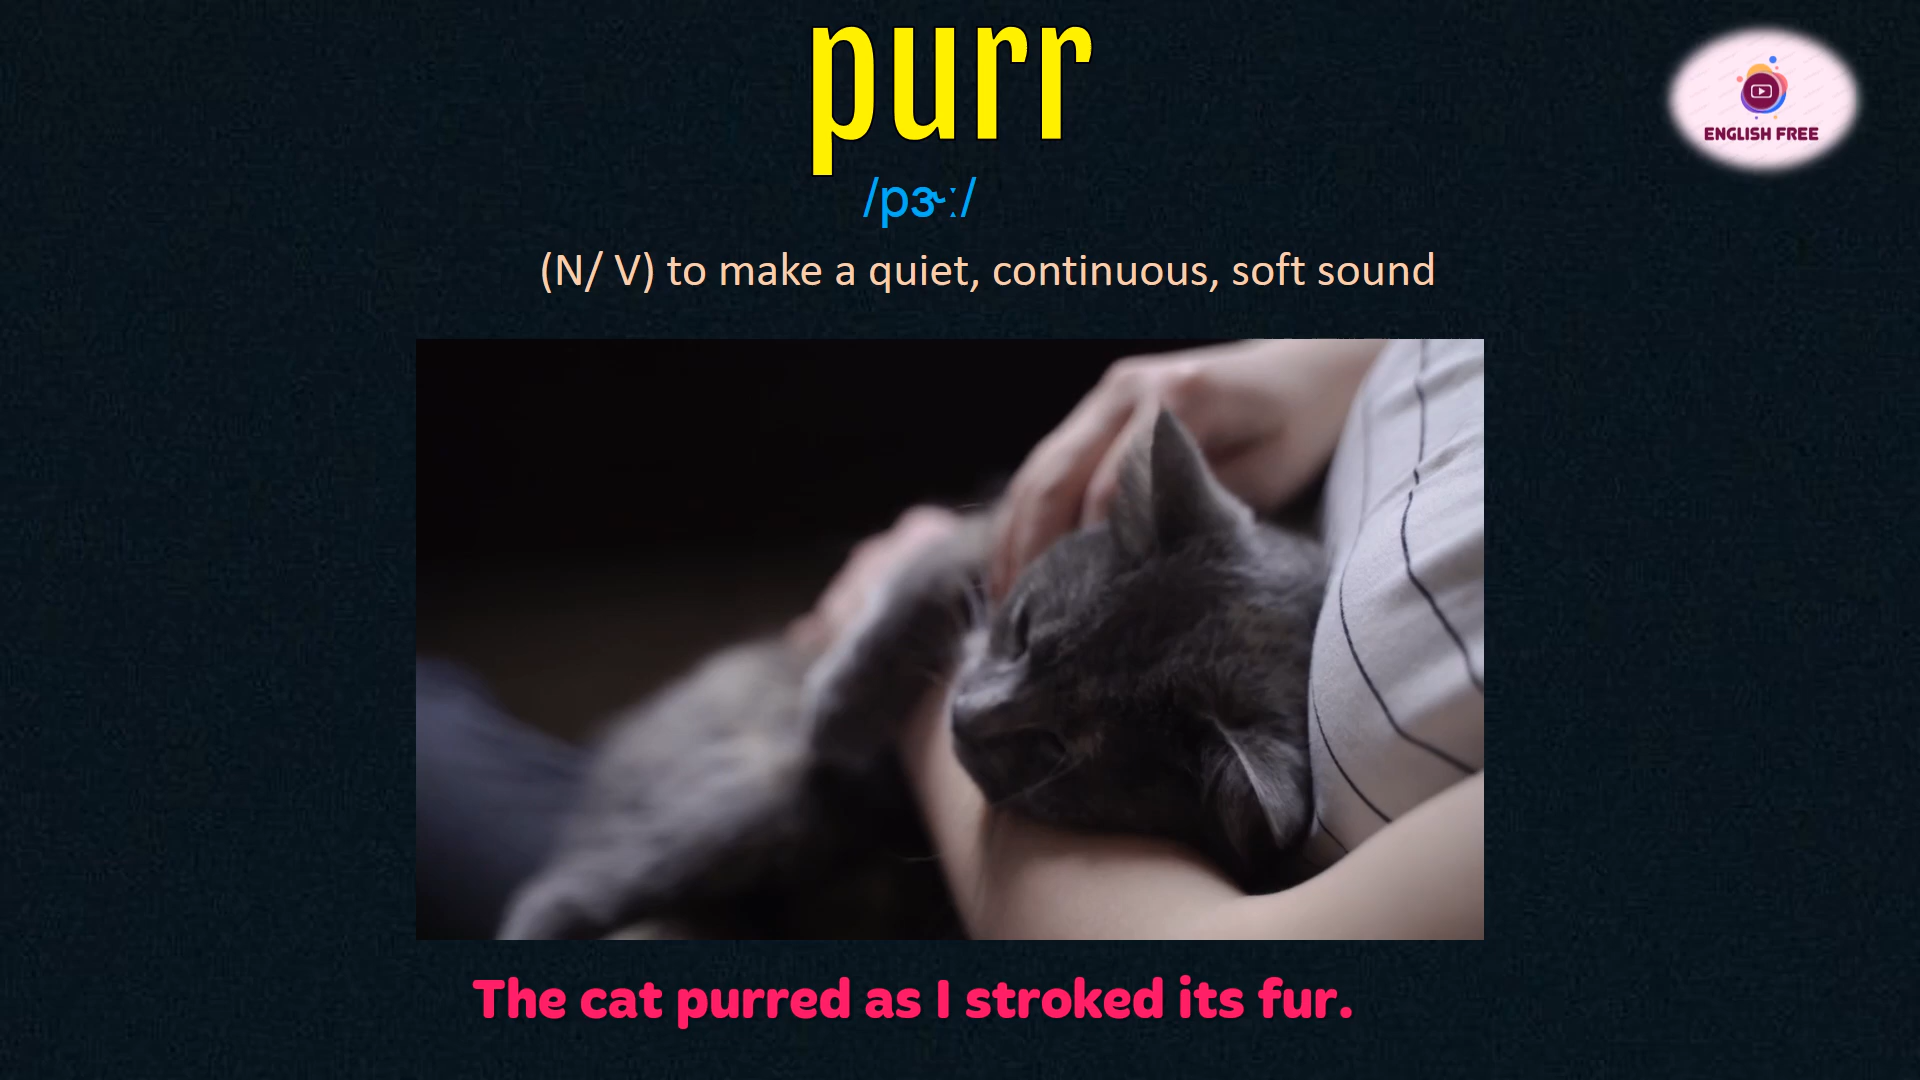 purr
ENGLISH FREE
/pɝː/
(N/ V) to make a quiet, continuous, soft sound
The cat purred as I stroked its fur.